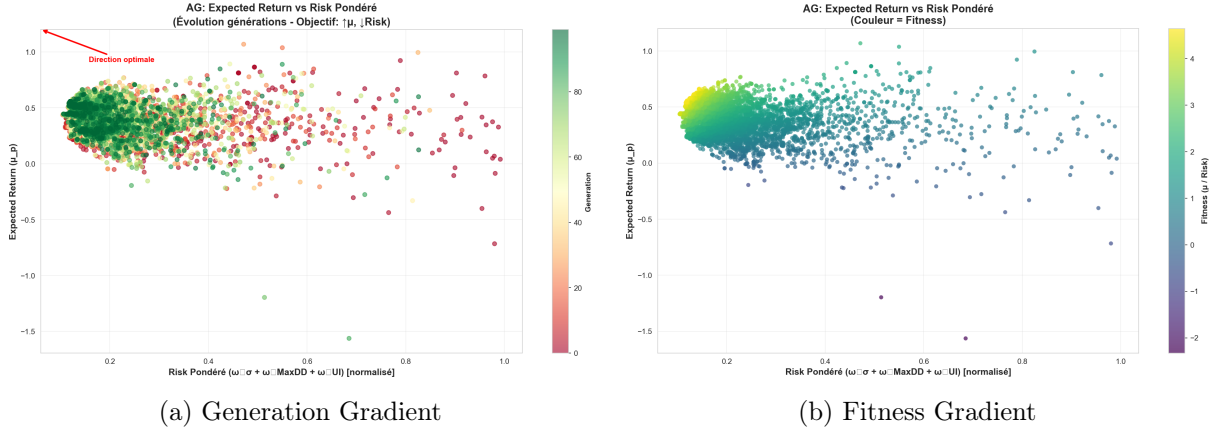 AG: Expected Return vs Risk Pondéré
(Évolution générations - Objectif: ↑μ, ↓Risk)
Direction optimale
1.0
0.5
0.0
−0.5
−1.0
−1.5
Expected Return (μ_p)
0.2
0.4
0.6
0.8
1.0
Risk Pondéré (ω□σ + ω□MaxDD + ω□UI) [normalisé]
80
60
40
20
0
Generation
(a) Generation Gradient
AG: Expected Return vs Risk Pondéré
(Couleur = Fitness)
1.0
0.5
0.0
−0.5
−1.0
−1.5
Expected Return (μ_p)
0.2
0.4
0.6
0.8
1.0
Risk Pondéré (ω□σ + ω□MaxDD + ω□UI) [normalisé]
4
3
2
1
0
−1
−2
Fitness (μ / Risk)
(b) Fitness Gradient